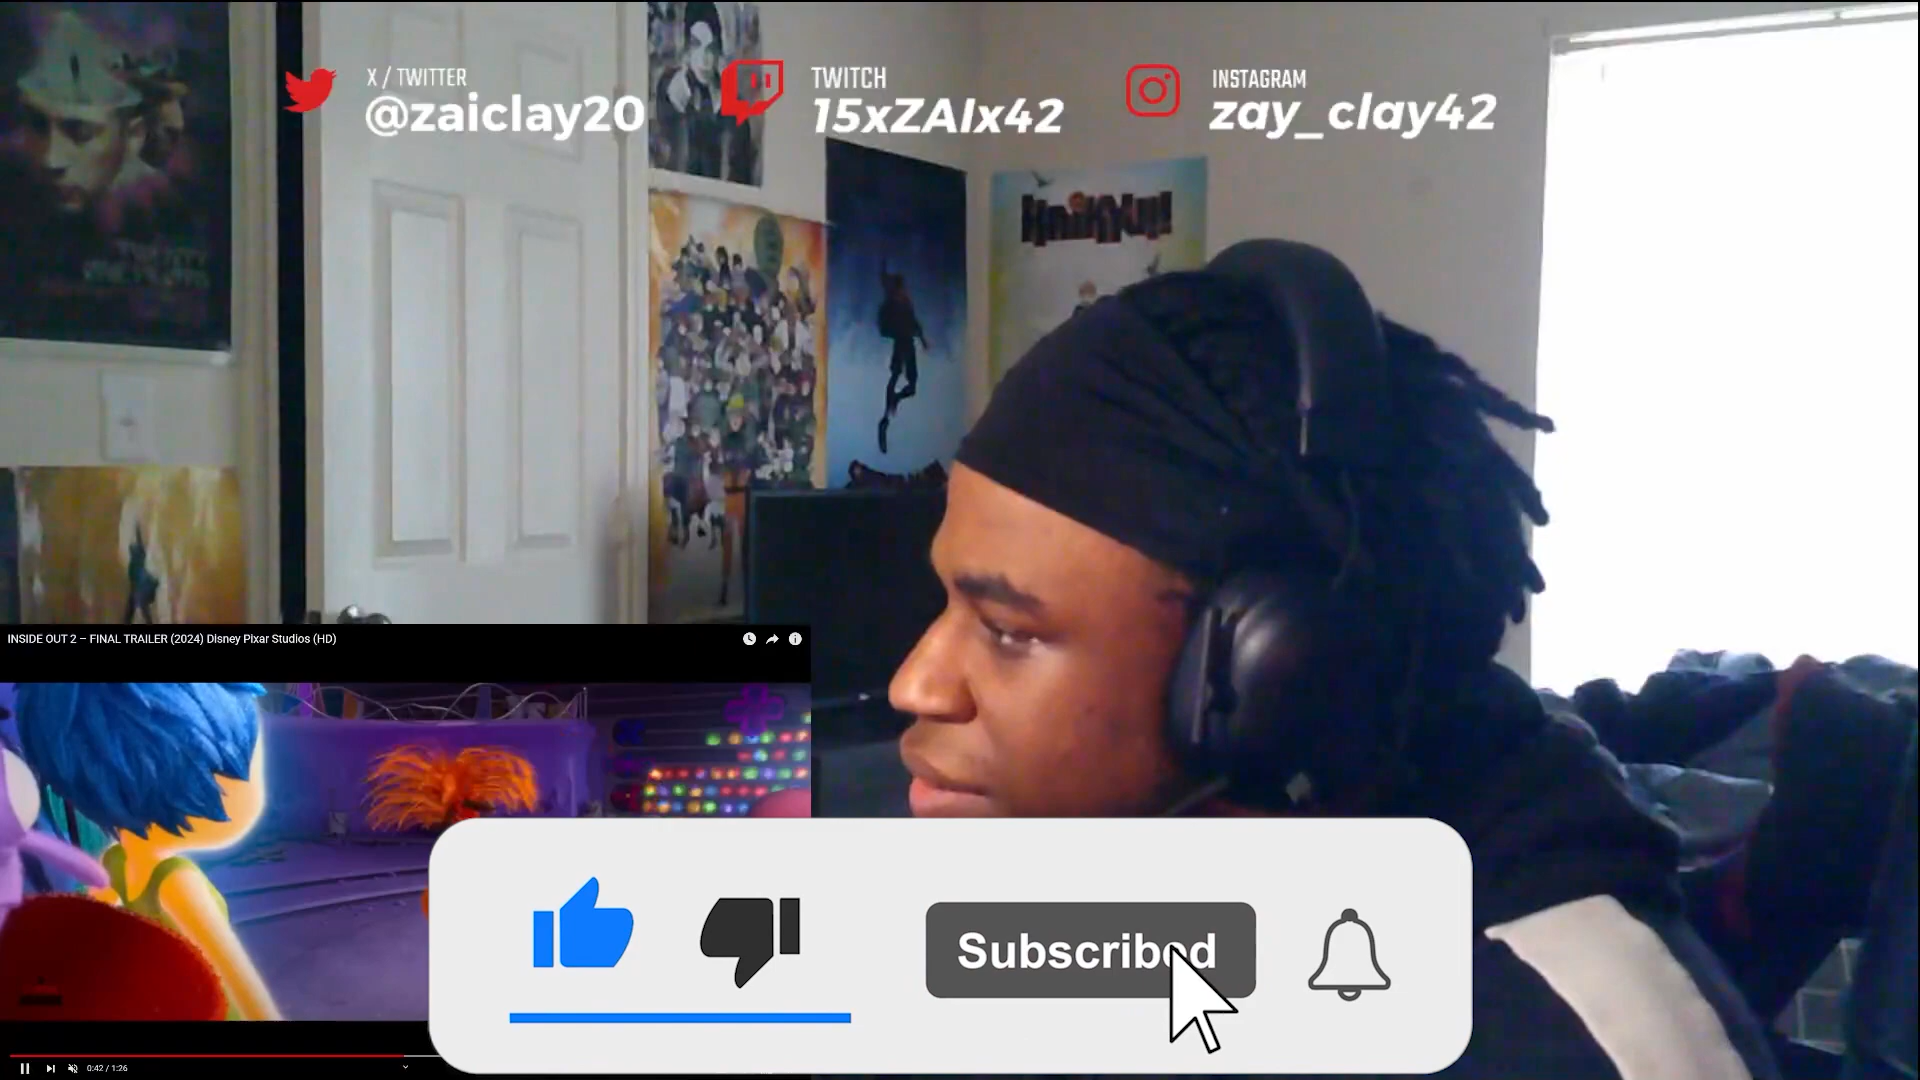 X / TWITTER
@zaiclay20
TWITCH
15xZAIx42
INSTAGRAM
zay_clay42
HAIKYU!!
INSIDE OUT 2 – FINAL TRAILER (2024) Disney Pixar Studios (HD)
Subscribed
0:42 / 1:26